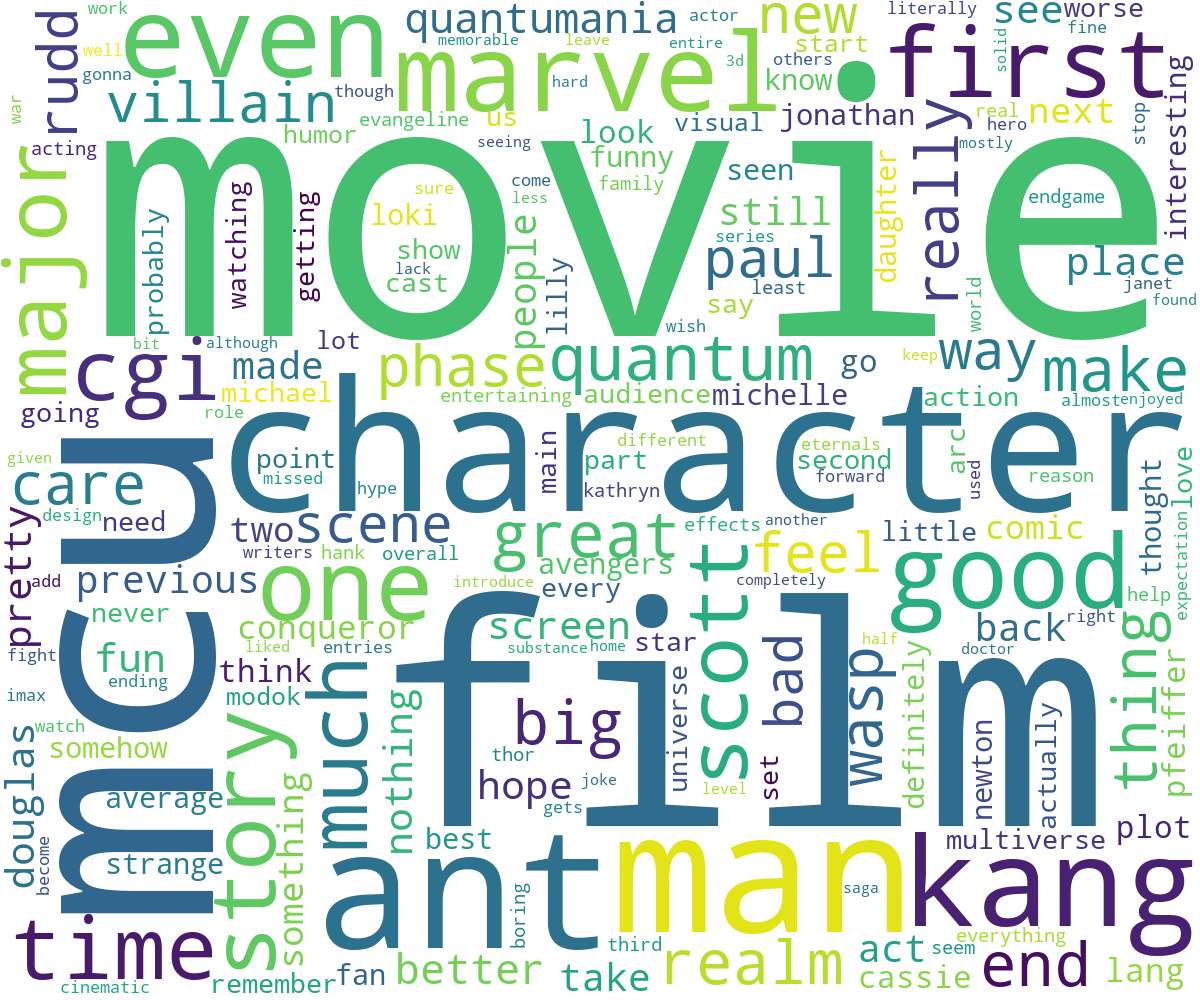 work
quantumania
actor
new
literally
see
worse
even
well
memorable
leave
entire
start
first
solid
fine
rudd
gonna
marvel
3d
others
villain
though
hard
know
next
interesting
war
humor
evangeline
us
visual
jonathan
real
hero
stop
acting
look
seeing
mostly
movie
funny
major
watching
getting
come
family
seen
daughter
really
endgame
probably
loki
sure
less
still
show
people
series
paul
place
lack
cast
lilly
say
least
world
janet
found
wish
bit
although
lot
cgi
made
phase
quantum
go
keep
way
make
michael
entertaining
audience
michelle
action
almost
enjoyed
going
role
character
given
mcu
point
different
main
part
eternals
second
arc
used
reason
care
missed
hype
kathryn
forward
love
design
need
two
scene
great
effects
another
little
comic
thought
expectation
pretty
writers
hank
overall
avengers
scott
feel
good
add
previous
one
introduce
every
completely
help
never
conqueror
screen
star
back
right
fight
fun
liked
entries
substance
home
half
doctor
thing
ending
think
film
bad
wasp
imax
modok
much
universe
definitely
pfeiffer
watch
story
nothing
big
newton
actually
somehow
thor
douglas
average
something
hope
joke
set
level
gets
become
strange
best
multiverse
plot
ant
man
kang
time
boring
saga
third
everything
remember
fan
better
take
realm
act
seem
cassie
end
lang
cinematic